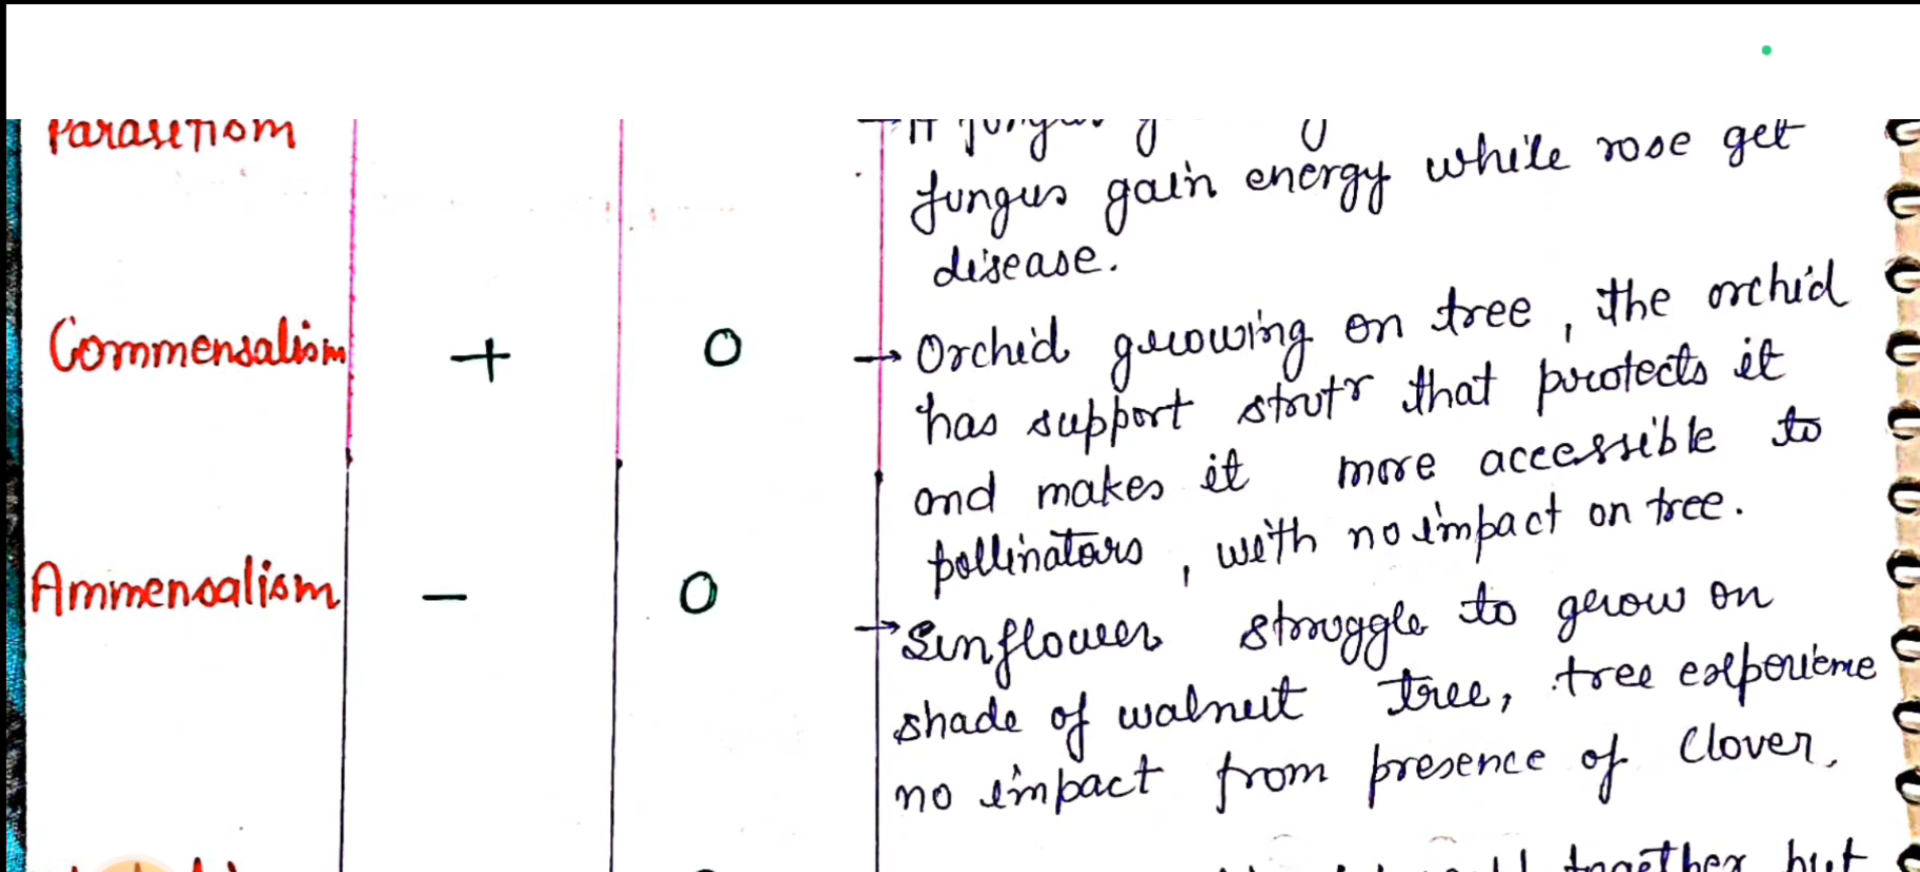 Parasitism
fungus gain energy while rose get
disease.
Commensalism + 0 → Orchid growing on tree, the orchid
has support strutr that protects it
and makes it more accessible to
pollinators, with no impact on tree.
Ammensalism - 0 → Sunflower struggle to grow on
shade of walnut tree, tree experience
no impact from presence of Clover.
together but